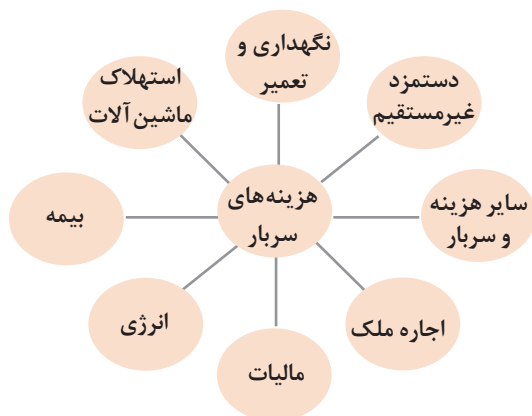 نگهداری و
تعمیر
دستمزد
غیرمستقیم
استهلاک
ماشین‌آلات
هزینه‌های
سربار
سایر هزینه
و سربار
بیمه
انرژی
اجاره ملک
مالیات